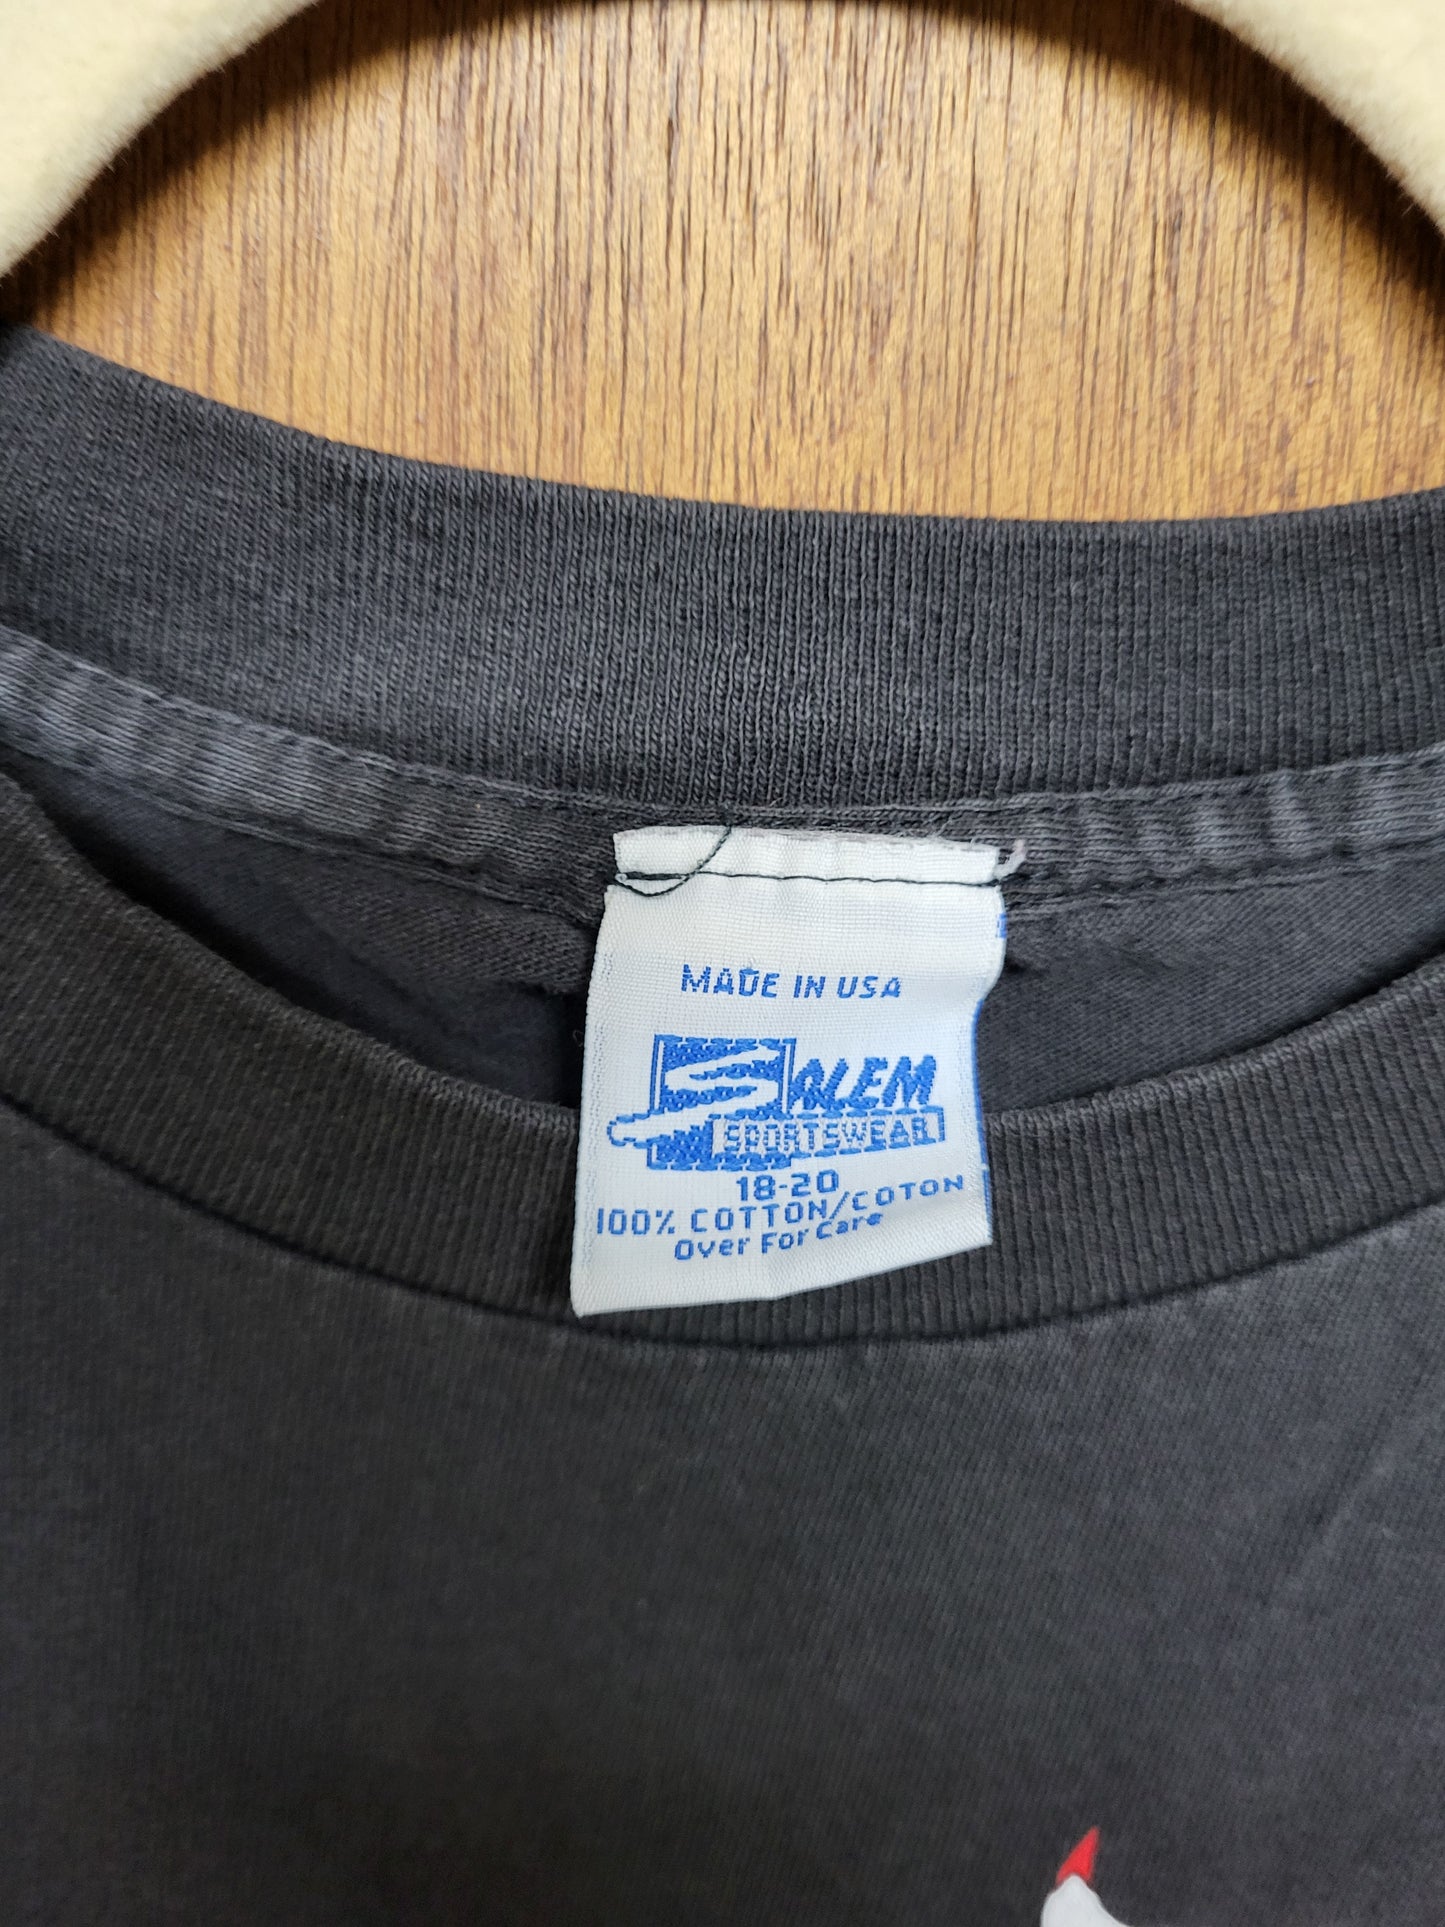 MADE IN USA
SALEM
SPORTSWEAR
18-20
100% COTTON/COTON
Over For Care